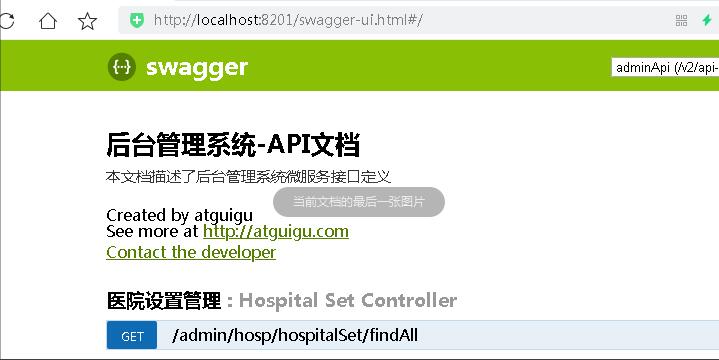 http://localhost:8201/swagger-ui.html#/
swagger
adminApi (/v2/api-
后台管理系统-API文档
本文档描述了后台管理系统微服务接口定义
当前文档的最后一张图片
Created by atguigu
See more at http://atguigu.com
Contact the developer
医院设置管理 : Hospital Set Controller
GET /admin/hosp/hospitalSet/findAll